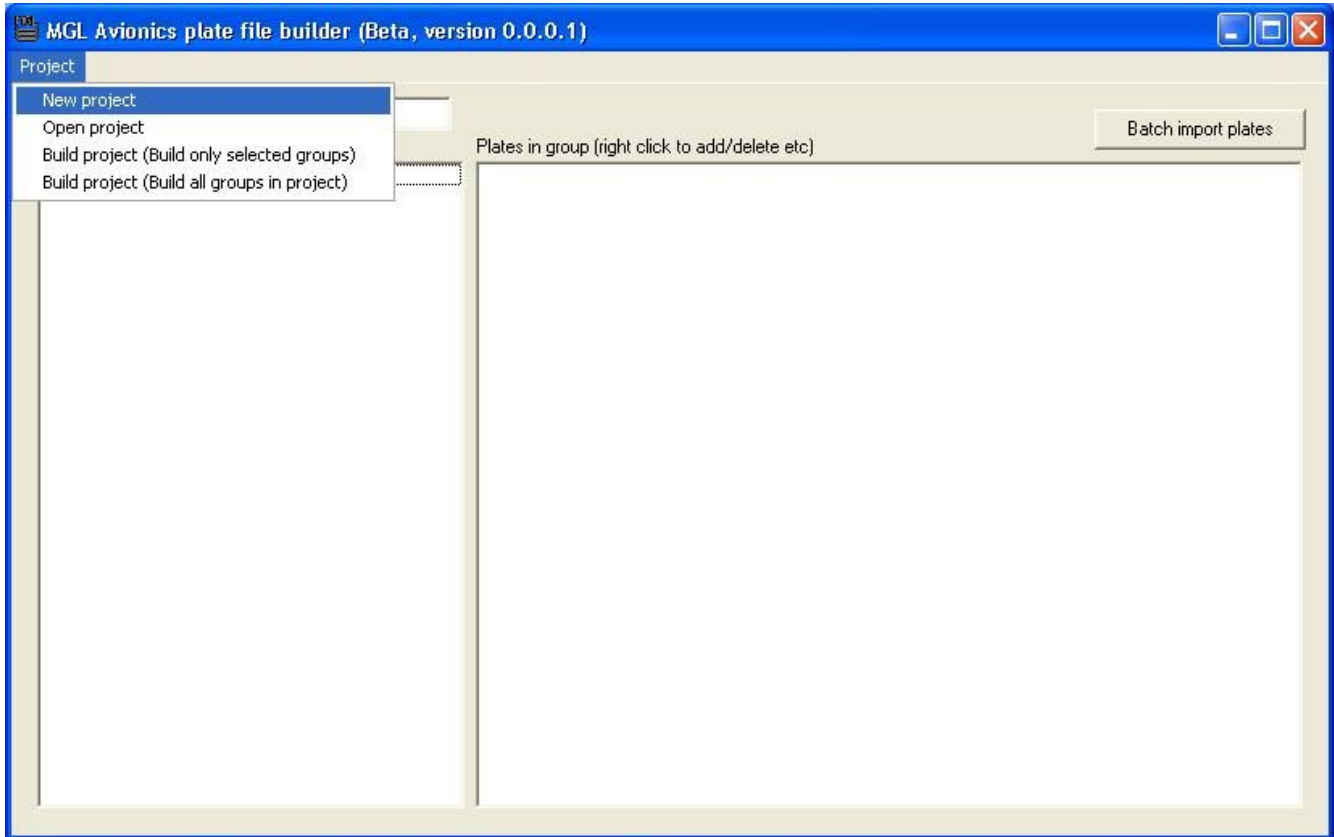 MGL Avionics plate file builder (Beta, version 0.0.0.1)
Project
New project
Open project
Build project (Build only selected groups)
Build project (Build all groups in project)
Batch import plates
Plates in group (right click to add/delete etc)